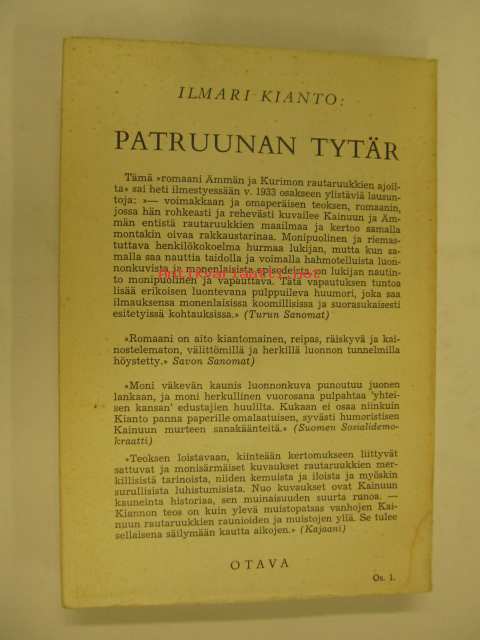 ILMARI KIANTO:
PATRUUNAN TYTÄR
Tämä »romaani Ämmän ja Kurimon rautaruukkien ajoil-
ta» sai heti ilmestyessään v. 1933 osakseen ylistäviä lausun-
toja: »— voimakkaan ja omaperäisen teoksen, romaanin,
jossa hän rohkeasti ja rehevästi kuvailee Kainuun ja Äm-
män entistä rautaruukkien maailmaa ja kertoo samalla
montakin oivaa rakkaustarinaa. Monipuolinen ja riemas-
tuttava henkilökokoelma hurmaa lukijan, mutta kun sa-
malla saa nauttia taidolla ja voimalla hahmotelluista luon-
nonkuvista ja monenlaisista episodeista, on lukijan nautin-
to monipuolinen ja vapauttava. Tätä vapautuksen tuntoa
lisää erikoisen luontevana pulppuileva huumori, joka saa
ilmauksensa monenlaisissa koomillisissa ja suorasukaisesti
esitetyissä kohtauksissa.» (Turun Sanomat)
»Romaani on aito kiantomainen, reipas, räiskyvä ja kai-
nostelematon, välittömillä ja herkillä luonnon tunnelmilla
höystetty.» Savon Sanomat)
»Moni väkevän kaunis luonnonkuva punoutuu juonen
lankaan, ja moni herkullinen vuorosana pulpahtaa 'yhtei-
sen kansan' edustajien huulilta. Kukaan ei osaa niinkuin
Kianto panna paperille omalaatuisen, syvästi humoristisen
Kainuun murteen sanakäänteitä.» (Suomen Sosialidemo-
kraatti)
»Teoksen loistavaan, kiinteään kertomukseen liittyvät
sattuvat ja monisärmäiset kuvaukset rautaruukkien mer-
killisistä tarinoista, niiden kemuista ja iloista ja myöskin
surullisista luhistumisista. Nuo kuvaukset ovat Kainuun
kauneinta historiaa, sen muinaisuuden suurta runoa. —
Kiannon teos on kuin ylevä muistopatsas vanhojen Kai-
nuun rautaruukkien raunioiden ja muistojen yllä. Se tulee
sellaisena säilymään kautta aikojen.» (Kajaani)
OTAVA
Os. 1.